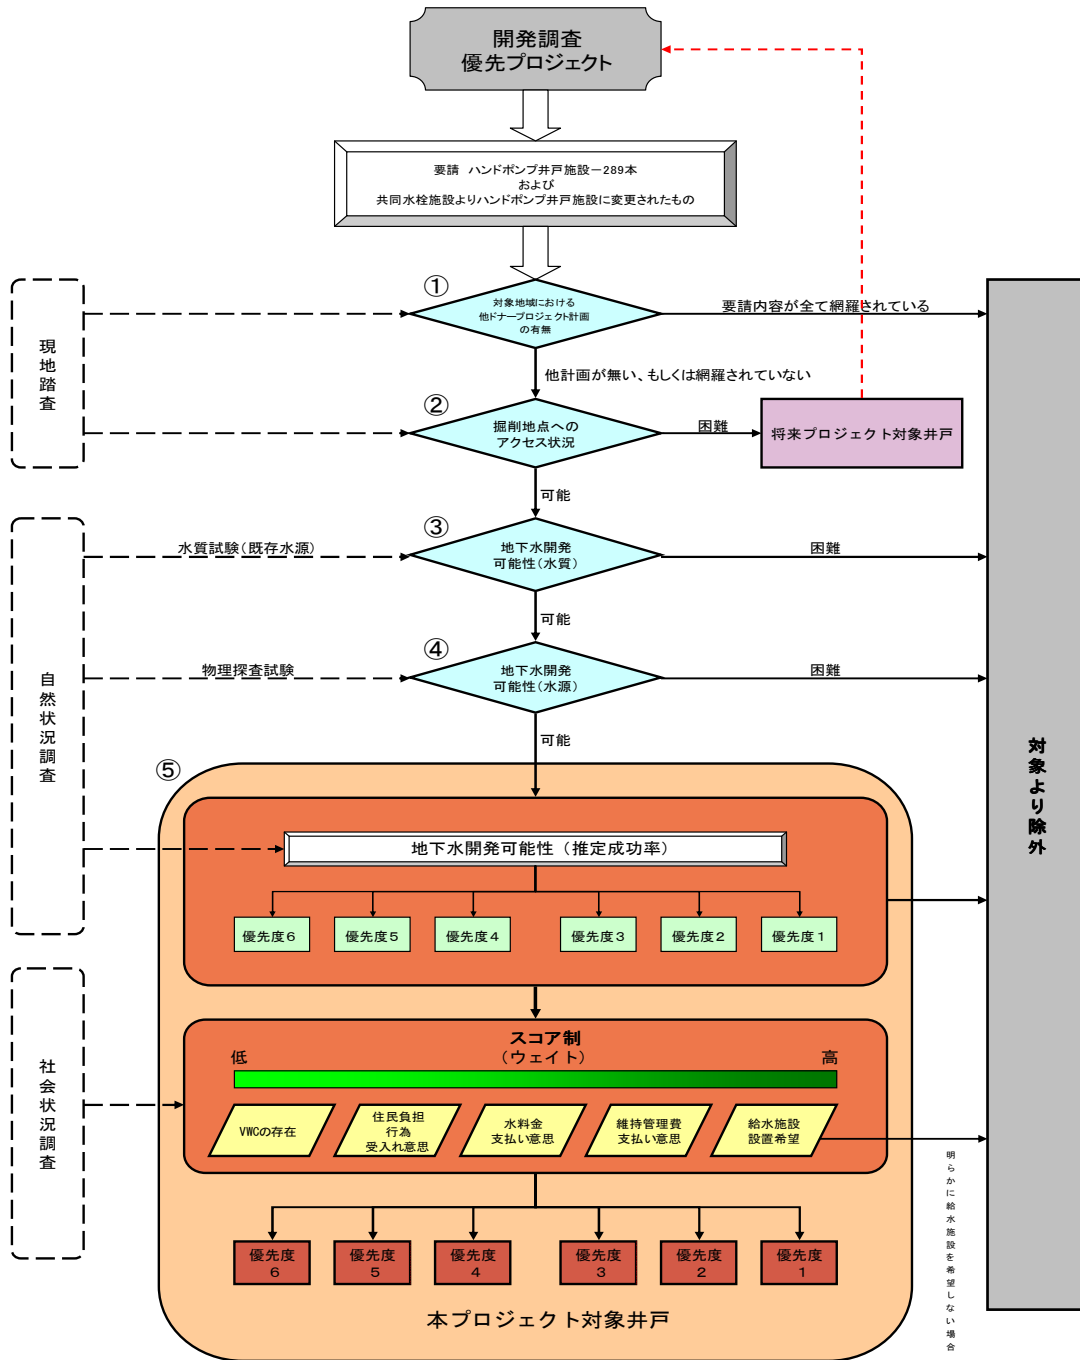 開発調査
優先プロジェクト
要請　ハンドポンプ井戸施設－289本
および
共同水栓施設よりハンドポンプ井戸施設に変更されたもの
現地踏査
①
対象地域における
他ドナープロジェクト計画
の有無
要請内容が全て網羅されている
他計画が無い、もしくは網羅されていない
②
掘削地点への
アクセス状況
困難
将来プロジェクト対象井戸
可能
自然状況調査
水質試験（既存水源）
③
地下水開発
可能性（水質）
困難
可能
物理探査試験
④
地下水開発
可能性（水源）
困難
可能
対象より除外
⑤
地下水開発可能性（推定成功率）
優先度6
優先度5
優先度4
優先度3
優先度2
優先度1
社会状況調査
スコア制
（ウェイト）
低
高
VWCの存在
住民負担
行為
受入れ意思
水料金
支払い意思
維持管理費
支払い意思
給水施設
設置希望
明らかに給水施設を希望しない場合
優先度
6
優先度
5
優先度
4
優先度
3
優先度
2
優先度
1
本プロジェクト対象井戸